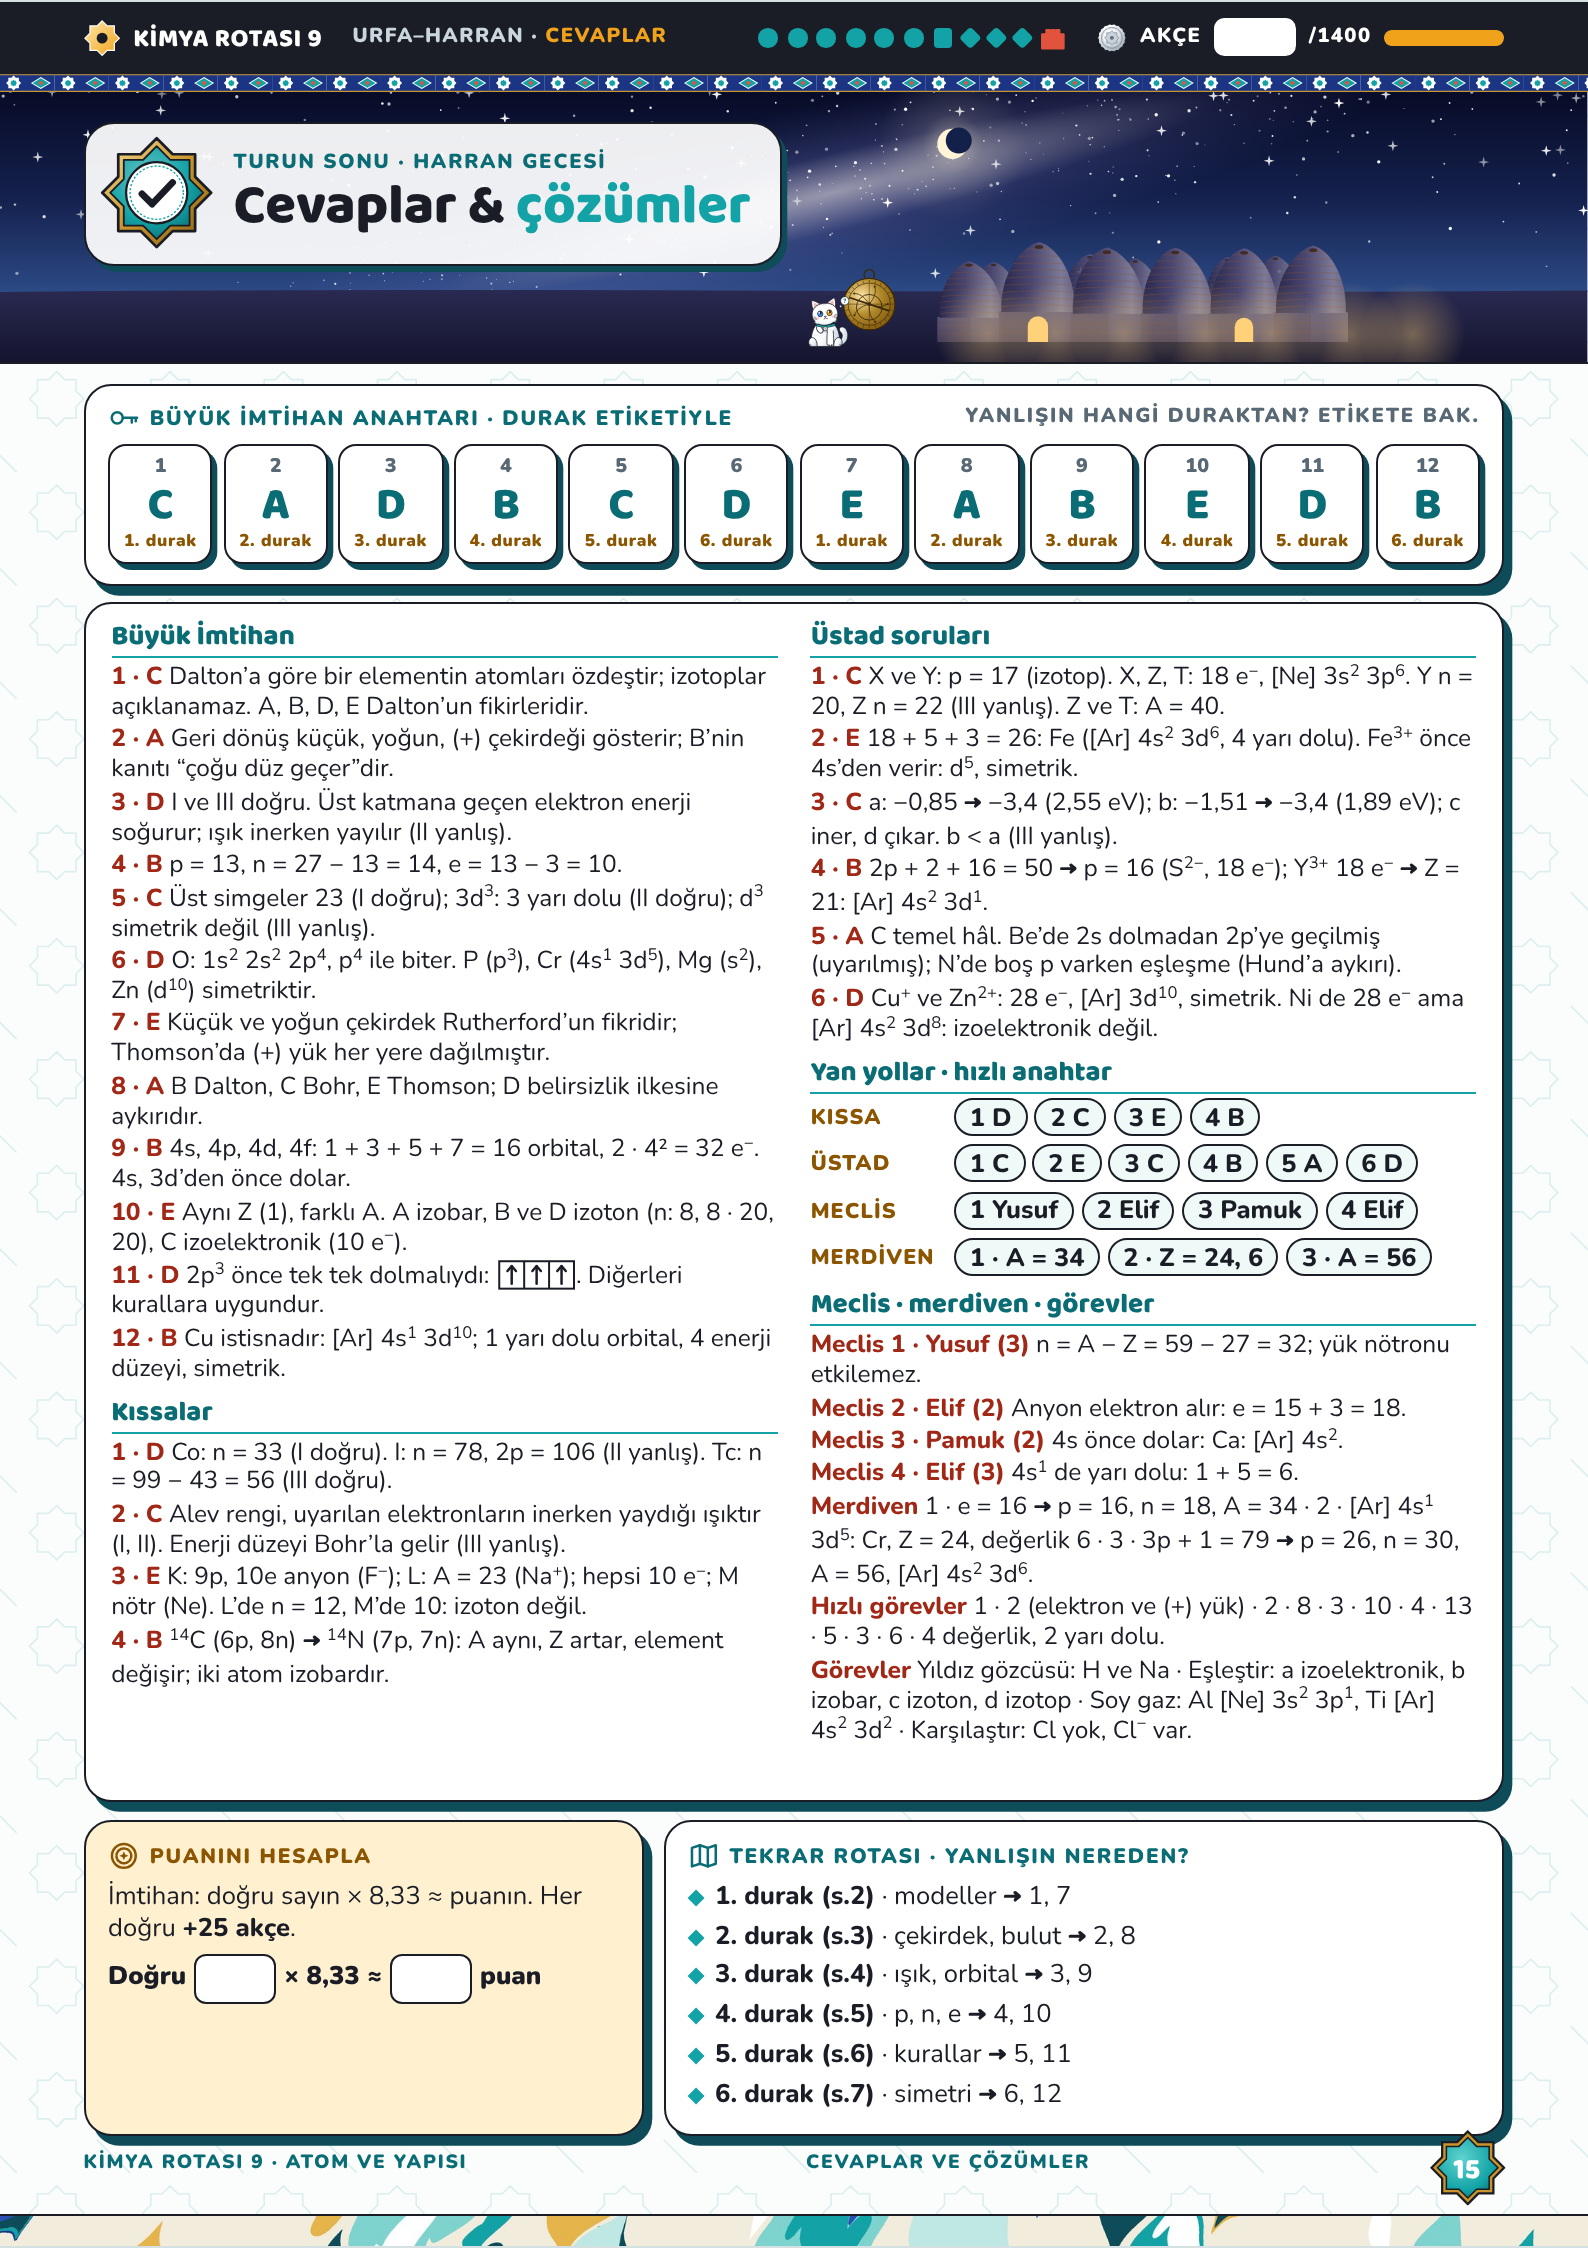 KİMYA ROTASI 9 URFA–HARRAN · CEVAPLAR AKÇE /1400
TURUN SONU · HARRAN GECESİ
Cevaplar & çözümler
BÜYÜK İMTİHAN ANAHTARI · DURAK ETİKETİYLE
YANLIŞIN HANGİ DURAKTAN? ETİKETE BAK.
1 2 3 4 5 6 7 8 9 10 11 12
C A D B C D E A B E D B
1. durak 2. durak 3. durak 4. durak 5. durak 6. durak 1. durak 2. durak 3. durak 4. durak 5. durak 6. durak
Büyük İmtihan
1 · C Dalton’a göre bir elementin atomları özdeştir; izotoplar
açıklanamaz. A, B, D, E Dalton’un fikirleridir.
2 · A Geri dönüş küçük, yoğun, (+) çekirdeği gösterir; B’nin
kanıtı “çoğu düz geçer”dir.
3 · D I ve III doğru. Üst katmana geçen elektron enerji
soğurur; ışık inerken yayılır (II yanlış).
4 · B p = 13, n = 27 − 13 = 14, e = 13 − 3 = 10.
5 · C Üst simgeler 23 (I doğru); 3d³: 3 yarı dolu (II doğru); d³
simetrik değil (III yanlış).
6 · D O: 1s² 2s² 2p⁴, p⁴ ile biter. P (p³), Cr (4s¹ 3d⁵), Mg (s²),
Zn (d¹⁰) simetriktir.
7 · E Küçük ve yoğun çekirdek Rutherford’un fikridir;
Thomson’da (+) yük her yere dağılmıştır.
8 · A B Dalton, C Bohr, E Thomson; D belirsizlik ilkesine
aykırıdır.
9 · B 4s, 4p, 4d, 4f: 1 + 3 + 5 + 7 = 16 orbital, 2 · 4² = 32 e⁻.
4s, 3d’den önce dolar.
10 · E Aynı Z (1), farklı A. A izobar, B ve D izoton (n: 8, 8 · 20,
20), C izoelektronik (10 e⁻).
11 · D 2p³ önce tek tek dolmalıydı: ↑ ↑ ↑. Diğerleri
kurallara uygundur.
12 · B Cu istisnadır: [Ar] 4s¹ 3d¹⁰; 1 yarı dolu orbital, 4 enerji
düzeyi, simetrik.
Kıssalar
1 · D Co: n = 33 (I doğru). I: n = 78, 2p = 106 (II yanlış). Tc: n
= 99 − 43 = 56 (III doğru).
2 · C Alev rengi, uyarılan elektronların inerken yaydığı ışıktır
(I, II). Enerji düzeyi Bohr’la gelir (III yanlış).
3 · E K: 9p, 10e anyon (F⁻); L: A = 23 (Na⁺); hepsi 10 e⁻; M
nötr (Ne). L’de n = 12, M’de 10: izoton değil.
4 · B ¹⁴C (6p, 8n) ➜ ¹⁴N (7p, 7n): A aynı, Z artar, element
değişir; iki atom izobardır.
Üstad soruları
1 · C X ve Y: p = 17 (izotop). X, Z, T: 18 e⁻, [Ne] 3s² 3p⁶. Y n =
20, Z n = 22 (III yanlış). Z ve T: A = 40.
2 · E 18 + 5 + 3 = 26: Fe ([Ar] 4s² 3d⁶, 4 yarı dolu). Fe³⁺ önce
4s’den verir: d⁵, simetrik.
3 · C a: −0,85 ➜ −3,4 (2,55 eV); b: −1,51 ➜ −3,4 (1,89 eV); c
iner, d çıkar. b < a (III yanlış).
4 · B 2p + 2 + 16 = 50 ➜ p = 16 (S²⁻, 18 e⁻); Y³⁺ 18 e⁻ ➜ Z =
21: [Ar] 4s² 3d¹.
5 · A C temel hâl. Be’de 2s dolmadan 2p’ye geçilmiş
(uyarılmış); N’de boş p varken eşleşme (Hund’a aykırı).
6 · D Cu⁺ ve Zn²⁺: 28 e⁻, [Ar] 3d¹⁰, simetrik. Ni de 28 e⁻ ama
[Ar] 4s² 3d⁸: izoelektronik değil.
Yan yollar · hızlı anahtar
KISSA 1 D 2 C 3 E 4 B
ÜSTAD 1 C 2 E 3 C 4 B 5 A 6 D
MECLİS 1 Yusuf 2 Elif 3 Pamuk 4 Elif
MERDİVEN 1 · A = 34 2 · Z = 24, 6 3 · A = 56
Meclis · merdiven · görevler
Meclis 1 · Yusuf (3) n = A − Z = 59 − 27 = 32; yük nötronu
etkilemez.
Meclis 2 · Elif (2) Anyon elektron alır: e = 15 + 3 = 18.
Meclis 3 · Pamuk (2) 4s önce dolar: Ca: [Ar] 4s².
Meclis 4 · Elif (3) 4s¹ de yarı dolu: 1 + 5 = 6.
Merdiven 1 · e = 16 ➜ p = 16, n = 18, A = 34 · 2 · [Ar] 4s¹
3d⁵: Cr, Z = 24, değerlik 6 · 3 · 3p + 1 = 79 ➜ p = 26, n = 30,
A = 56, [Ar] 4s² 3d⁶.
Hızlı görevler 1 · 2 (elektron ve (+) yük) · 2 · 8 · 3 · 10 · 4 · 13
· 5 · 3 · 6 · 4 değerlik, 2 yarı dolu.
Görevler Yıldız gözcüsü: H ve Na · Eşleştir: a izoelektronik, b
izobar, c izoton, d izotop · Soy gaz: Al [Ne] 3s² 3p¹, Ti [Ar]
4s² 3d² · Karşılaştır: Cl yok, Cl⁻ var.
PUANINI HESAPLA
İmtihan: doğru sayın × 8,33 ≈ puanın. Her
doğru +25 akçe.
Doğru × 8,33 ≈ puan
TEKRAR ROTASI · YANLIŞIN NEREDEN?
1. durak (s.2) · modeller ➜ 1, 7
2. durak (s.3) · çekirdek, bulut ➜ 2, 8
3. durak (s.4) · ışık, orbital ➜ 3, 9
4. durak (s.5) · p, n, e ➜ 4, 10
5. durak (s.6) · kurallar ➜ 5, 11
6. durak (s.7) · simetri ➜ 6, 12
KİMYA ROTASI 9 · ATOM VE YAPISI CEVAPLAR VE ÇÖZÜMLER 15